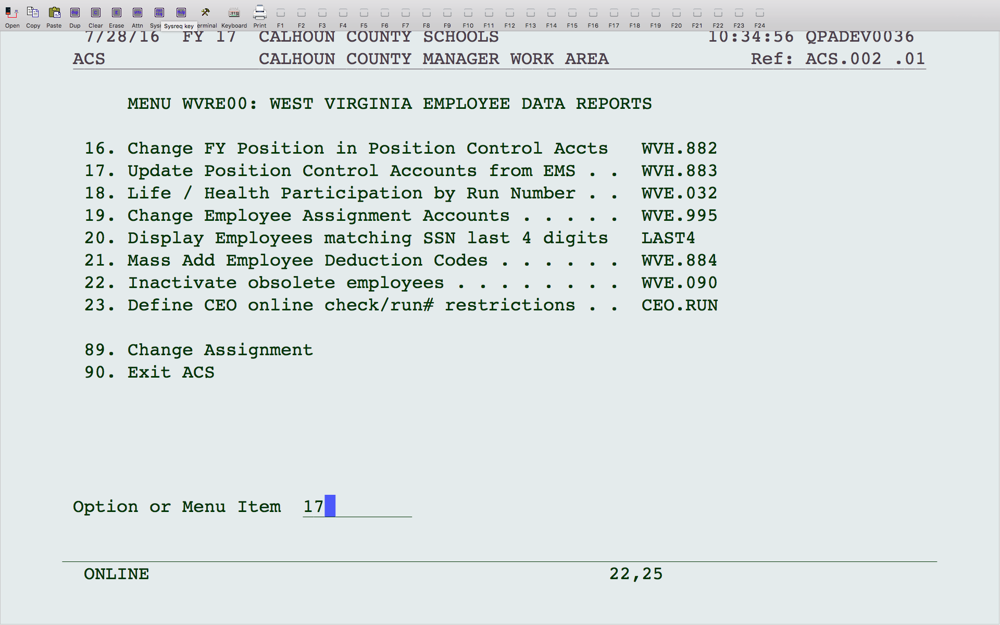 Open Copy Paste Dup Clear Erase Attn Sysr Sysreq key erminal Keyboard Print F1 F2 F3 F4 F5 F6 F7 F8 F9 F10 F11 F12 F13 F14 F15 F16 F17 F18 F19 F20 F21 F22 F23 F24
7/28/16 FY 17 CALHOUN COUNTY SCHOOLS 10:34:56 QPADEV0036
ACS CALHOUN COUNTY MANAGER WORK AREA Ref: ACS.002 .01
MENU WVRE00: WEST VIRGINIA EMPLOYEE DATA REPORTS
16. Change FY Position in Position Control Accts WVH.882
17. Update Position Control Accounts from EMS . . WVH.883
18. Life / Health Participation by Run Number . . WVE.032
19. Change Employee Assignment Accounts . . . . . WVE.995
20. Display Employees matching SSN last 4 digits LAST4
21. Mass Add Employee Deduction Codes . . . . . . WVE.884
22. Inactivate obsolete employees . . . . . . . . WVE.090
23. Define CEO online check/run# restrictions . . CEO.RUN
89. Change Assignment
90. Exit ACS
Option or Menu Item 17
ONLINE 22,25